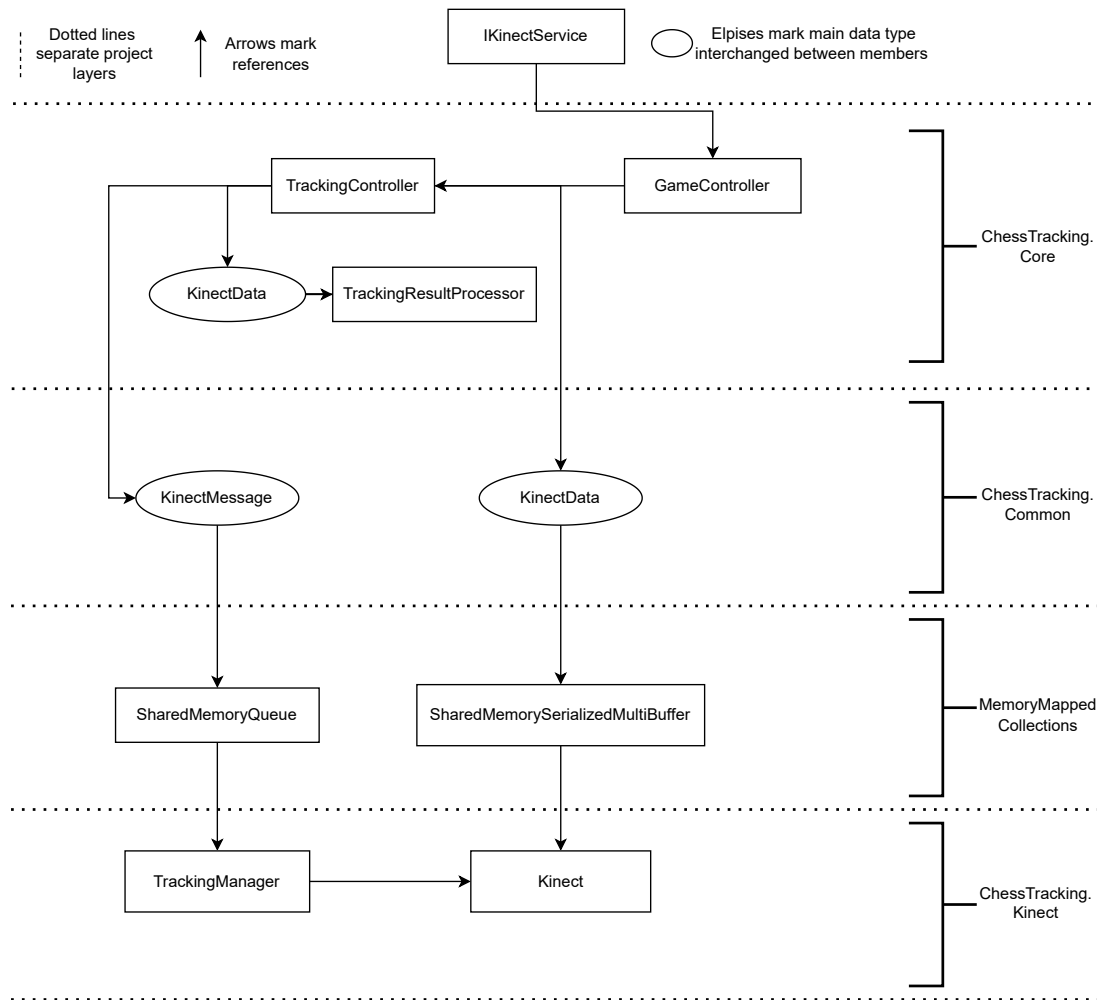 Dotted lines
separate project
layers
Arrows mark
references
IKinectService
Elpises mark main data type
interchanged between members
TrackingController
GameController
ChessTracking.
Core
KinectData
TrackingResultProcessor
KinectMessage
KinectData
ChessTracking.
Common
SharedMemoryQueue
SharedMemorySerializedMultiBuffer
MemoryMapped
Collections
TrackingManager
Kinect
ChessTracking.
Kinect